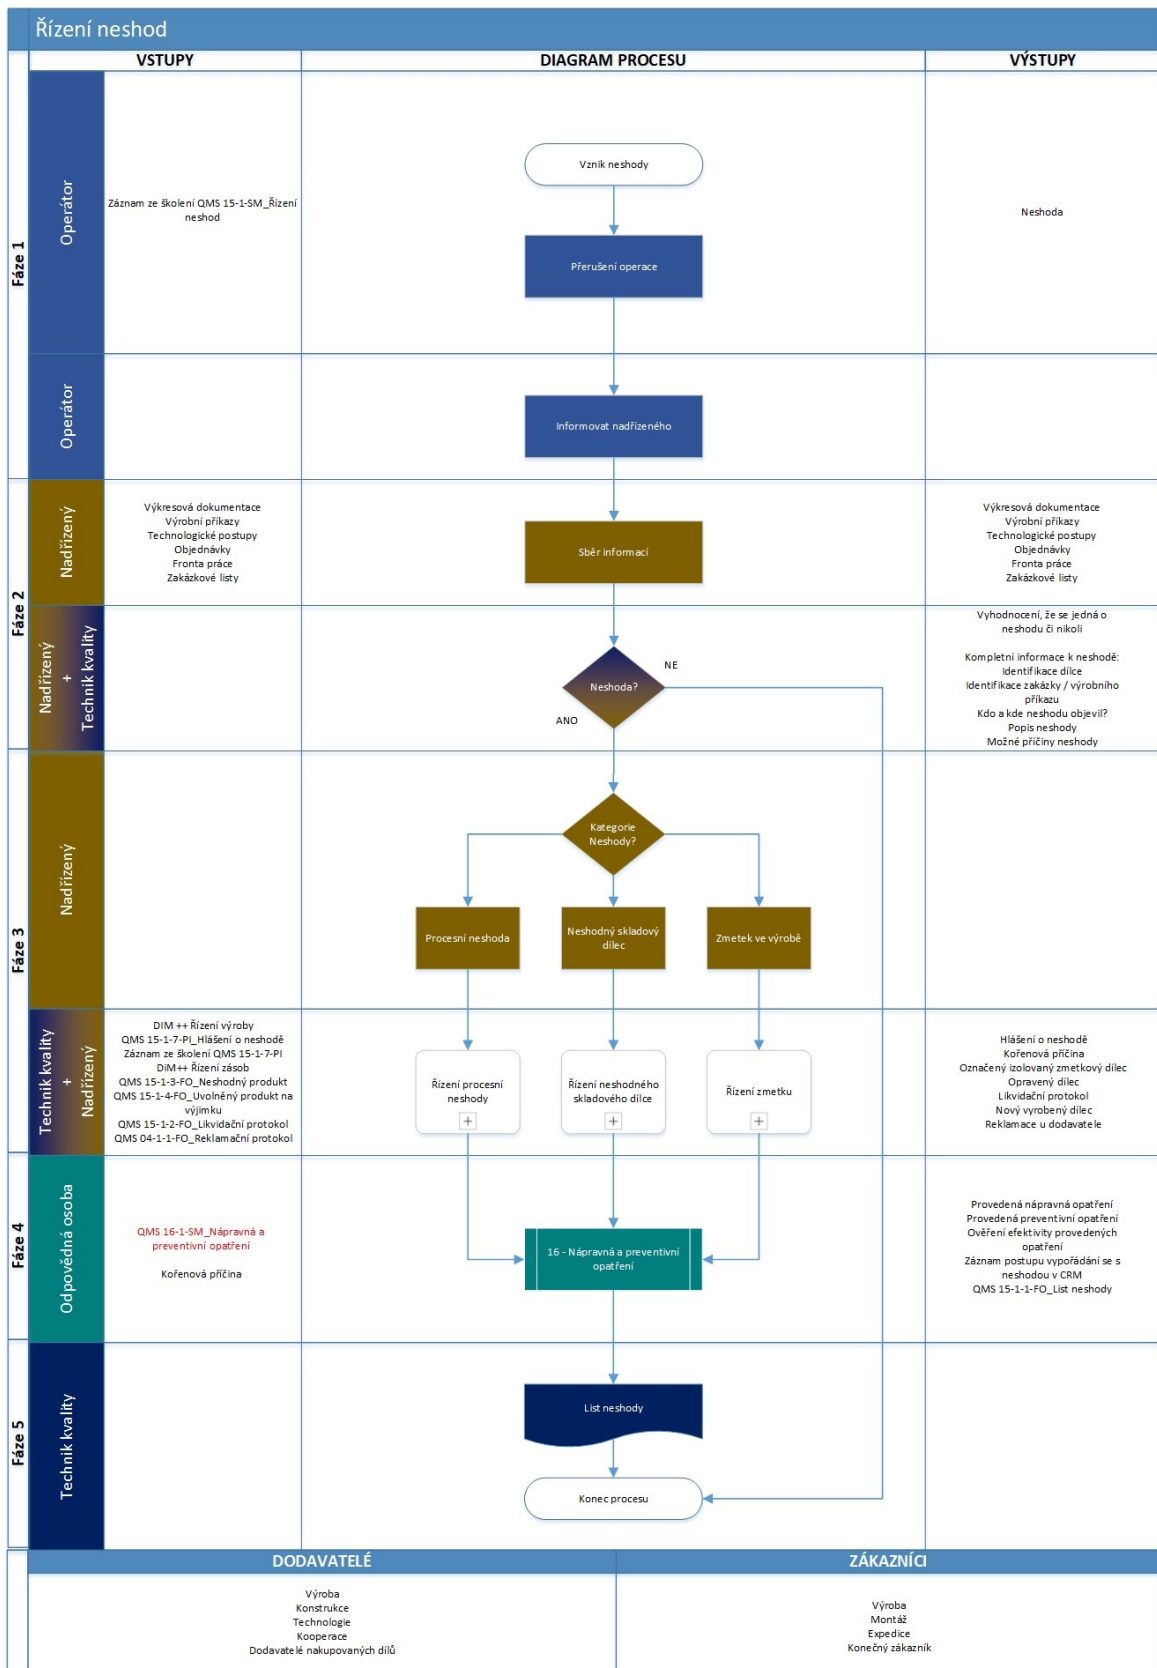 Řízení neshod
VSTUPY
DIAGRAM PROCESU
VÝSTUPY
Fáze 1
Operátor
Záznam ze školení QMS 15-1-SM_Řízení
neshod
Vznik neshody
Přerušení operace
Neshoda
Operátor
Informovat nadřízeného
Fáze 2
Nadřízený
Výkresová dokumentace
Výrobní příkazy
Technologické postupy
Objednávky
Fronta práce
Zakázkové listy
Sběr informací
Výkresová dokumentace
Výrobní příkazy
Technologické postupy
Objednávky
Fronta práce
Zakázkové listy
Nadřízený
+
Technik kvality
Neshoda?
NE
ANO
Vyhodnocení, že se jedná o
neshodu či nikoli
Kompletní informace k neshodě:
Identifikace dílce
Identifikace zakázky / výrobního
příkazu
Kdo a kde neshodu objevil?
Popis neshody
Možné příčiny neshody
Fáze 3
Nadřízený
Kategorie
Neshody?
Procesní neshoda
Neshodný skladový
dílec
Zmetek ve výrobě
Technik kvality
+
Nadřízený
DIM ++ Řízení výroby
QMS 15-1-7-PI_Hlášení o neshodě
Záznam ze školení QMS 15-1-7-PI
DiM++ Řízení zásob
QMS 15-1-3-FO_Neshodný produkt
QMS 15-1-4-FO_Uvolněný produkt na
výjimku
QMS 15-1-2-FO_Likvidační protokol
QMS 04-1-1-FO_Reklamační protokol
Řízení procesní
neshody
+
Řízení neshodného
skladového dílce
+
Řízení zmetku
+
Hlášení o neshodě
Kořenová příčina
Označený izolovaný zmetkový dílec
Opravený dílec
Likvidační protokol
Nový vyrobený dílec
Reklamace u dodavatele
Fáze 4
Odpovědná osoba
QMS 16-1-SM_Nápravná a
preventivní opatření
Kořenová příčina
16 - Nápravná a preventivní
opatření
Provedená nápravná opatření
Provedená preventivní opatření
Ověření efektivity provedených
opatření
Záznam postupu vypořádání se s
neshodou v CRM
QMS 15-1-1-FO_List neshody
Fáze 5
Technik kvality
List neshody
Konec procesu
DODAVATELÉ
ZÁKAZNÍCI
Výroba
Konstrukce
Technologie
Kooperace
Dodavatelé nakupovaných dílů
Výroba
Montáž
Expedice
Konečný zákazník